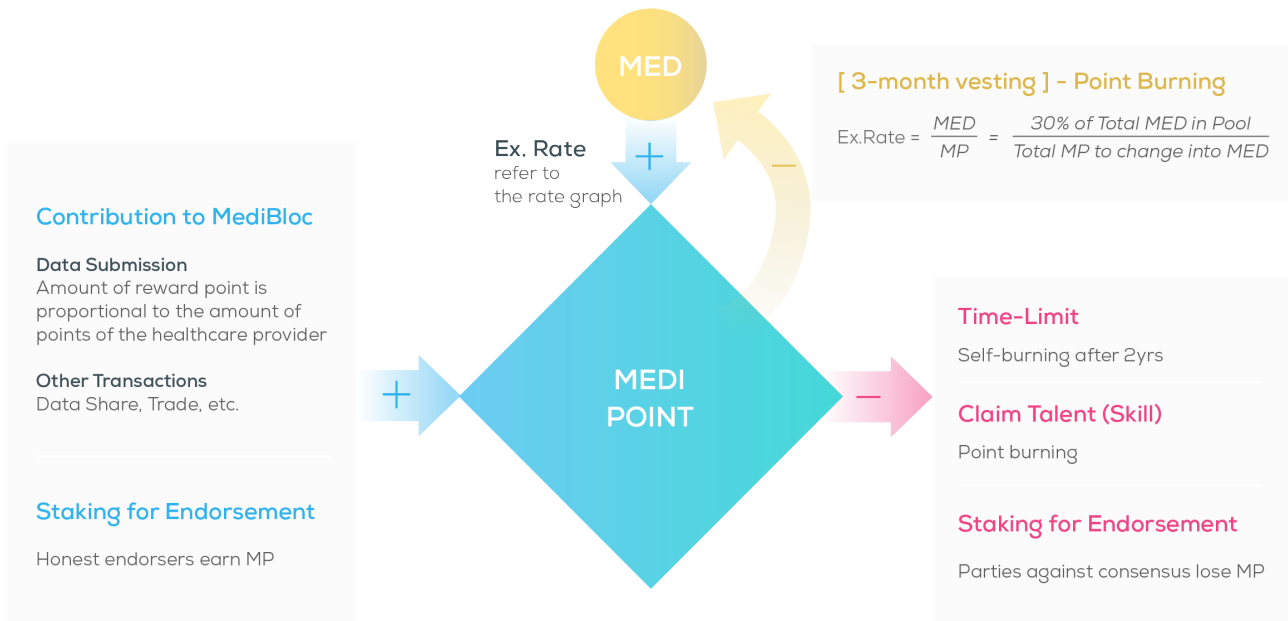 MED
Ex. Rate
refer to
the rate graph
[ 3-month vesting ] - Point Burning
Ex.Rate = MED / MP = 30% of Total MED in Pool / Total MP to change into MED
Contribution to MediBloc
Data Submission
Amount of reward point is
proportional to the amount of
points of the healthcare provider
Other Transactions
Data Share, Trade, etc.
Staking for Endorsement
Honest endorsers earn MP
+
+
−
−
MEDI
POINT
Time-Limit
Self-burning after 2yrs
Claim Talent (Skill)
Point burning
Staking for Endorsement
Parties against consensus lose MP